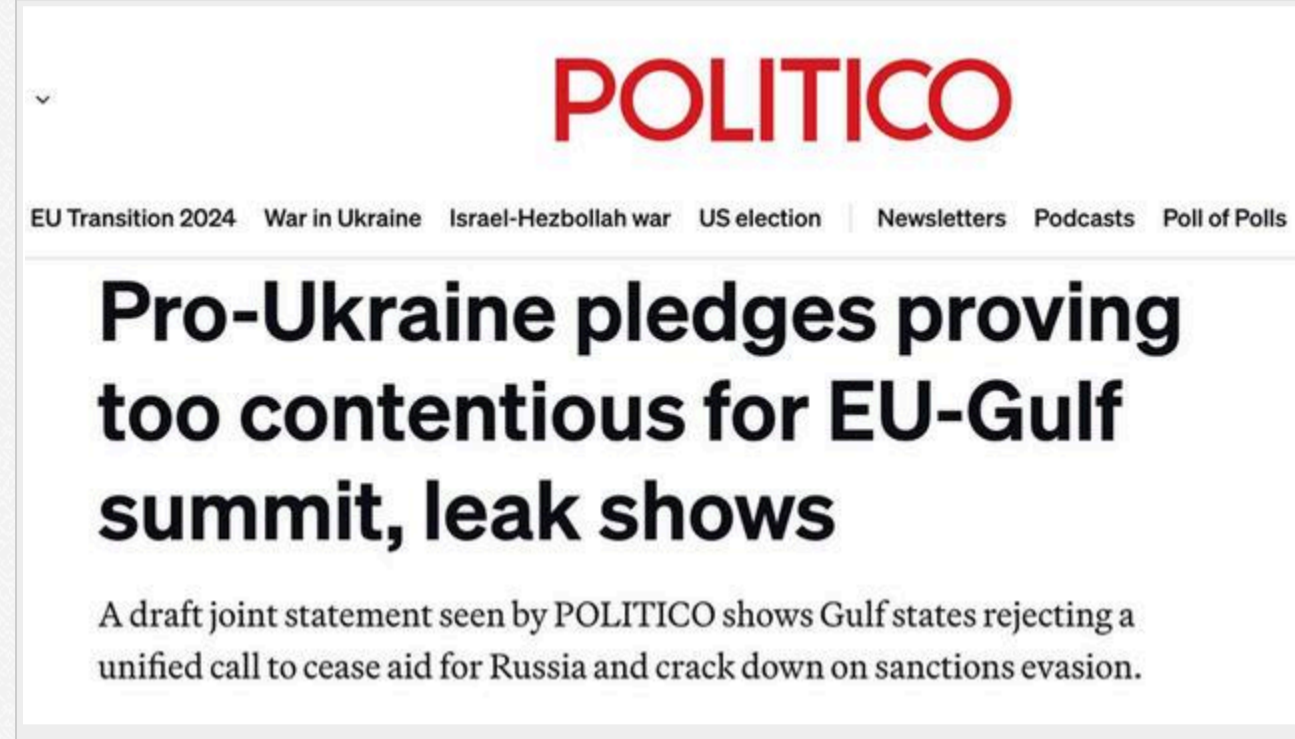 POLITICO
EU Transition 2024 War in Ukraine Israel-Hezbollah war US election Newsletters Podcasts Poll of Polls
Pro-Ukraine pledges proving
too contentious for EU-Gulf
summit, leak shows
A draft joint statement seen by POLITICO shows Gulf states rejecting a
unified call to cease aid for Russia and crack down on sanctions evasion.